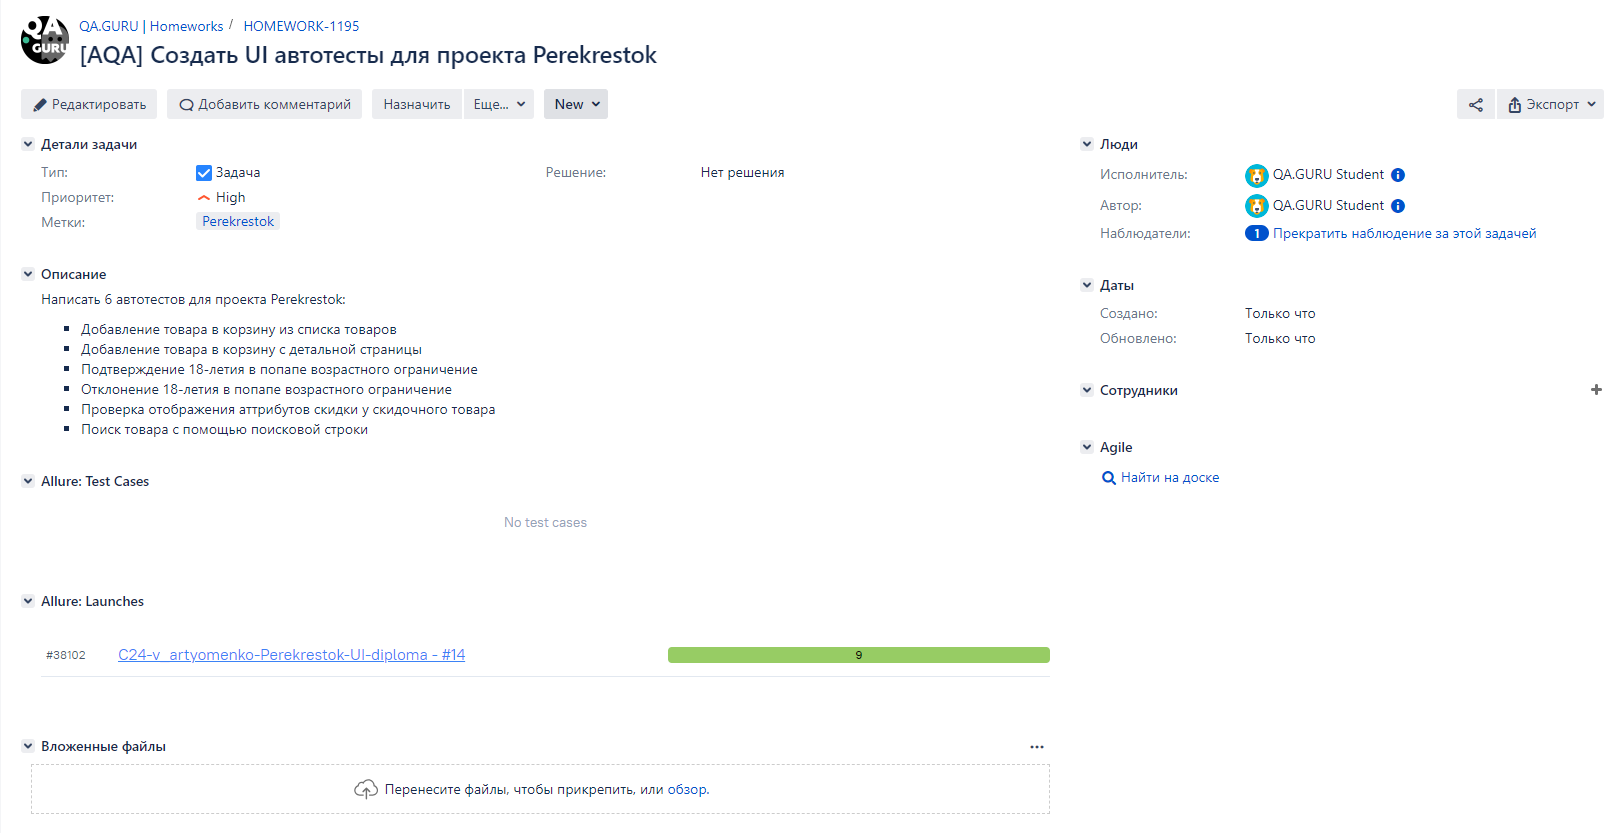 QA
GURU
QA.GURU | Homeworks / HOMEWORK-1195
[AQA] Создать UI автотесты для проекта Perekrestok
Редактировать Добавить комментарий Назначить Еще... New Экспорт
Детали задачи
Тип: Задача Решение: Нет решения
Приоритет: High
Метки: Perekrestok
Описание
Написать 6 автотестов для проекта Perekrestok:
Добавление товара в корзину из списка товаров
Добавление товара в корзину с детальной страницы
Подтверждение 18-летия в попапе возрастного ограничение
Отклонение 18-летия в попапе возрастного ограничение
Проверка отображения аттрибутов скидки у скидочного товара
Поиск товара с помощью поисковой строки
Allure: Test Cases
No test cases
Allure: Launches
#38102 C24-v_artyomenko-Perekrestok-UI-diploma - #14 9
Вложенные файлы
Перенесите файлы, чтобы прикрепить, или обзор.
Люди
Исполнитель: QA.GURU Student
Автор: QA.GURU Student
Наблюдатели: 1 Прекратить наблюдение за этой задачей
Даты
Создано: Только что
Обновлено: Только что
Сотрудники
Agile
Найти на доске